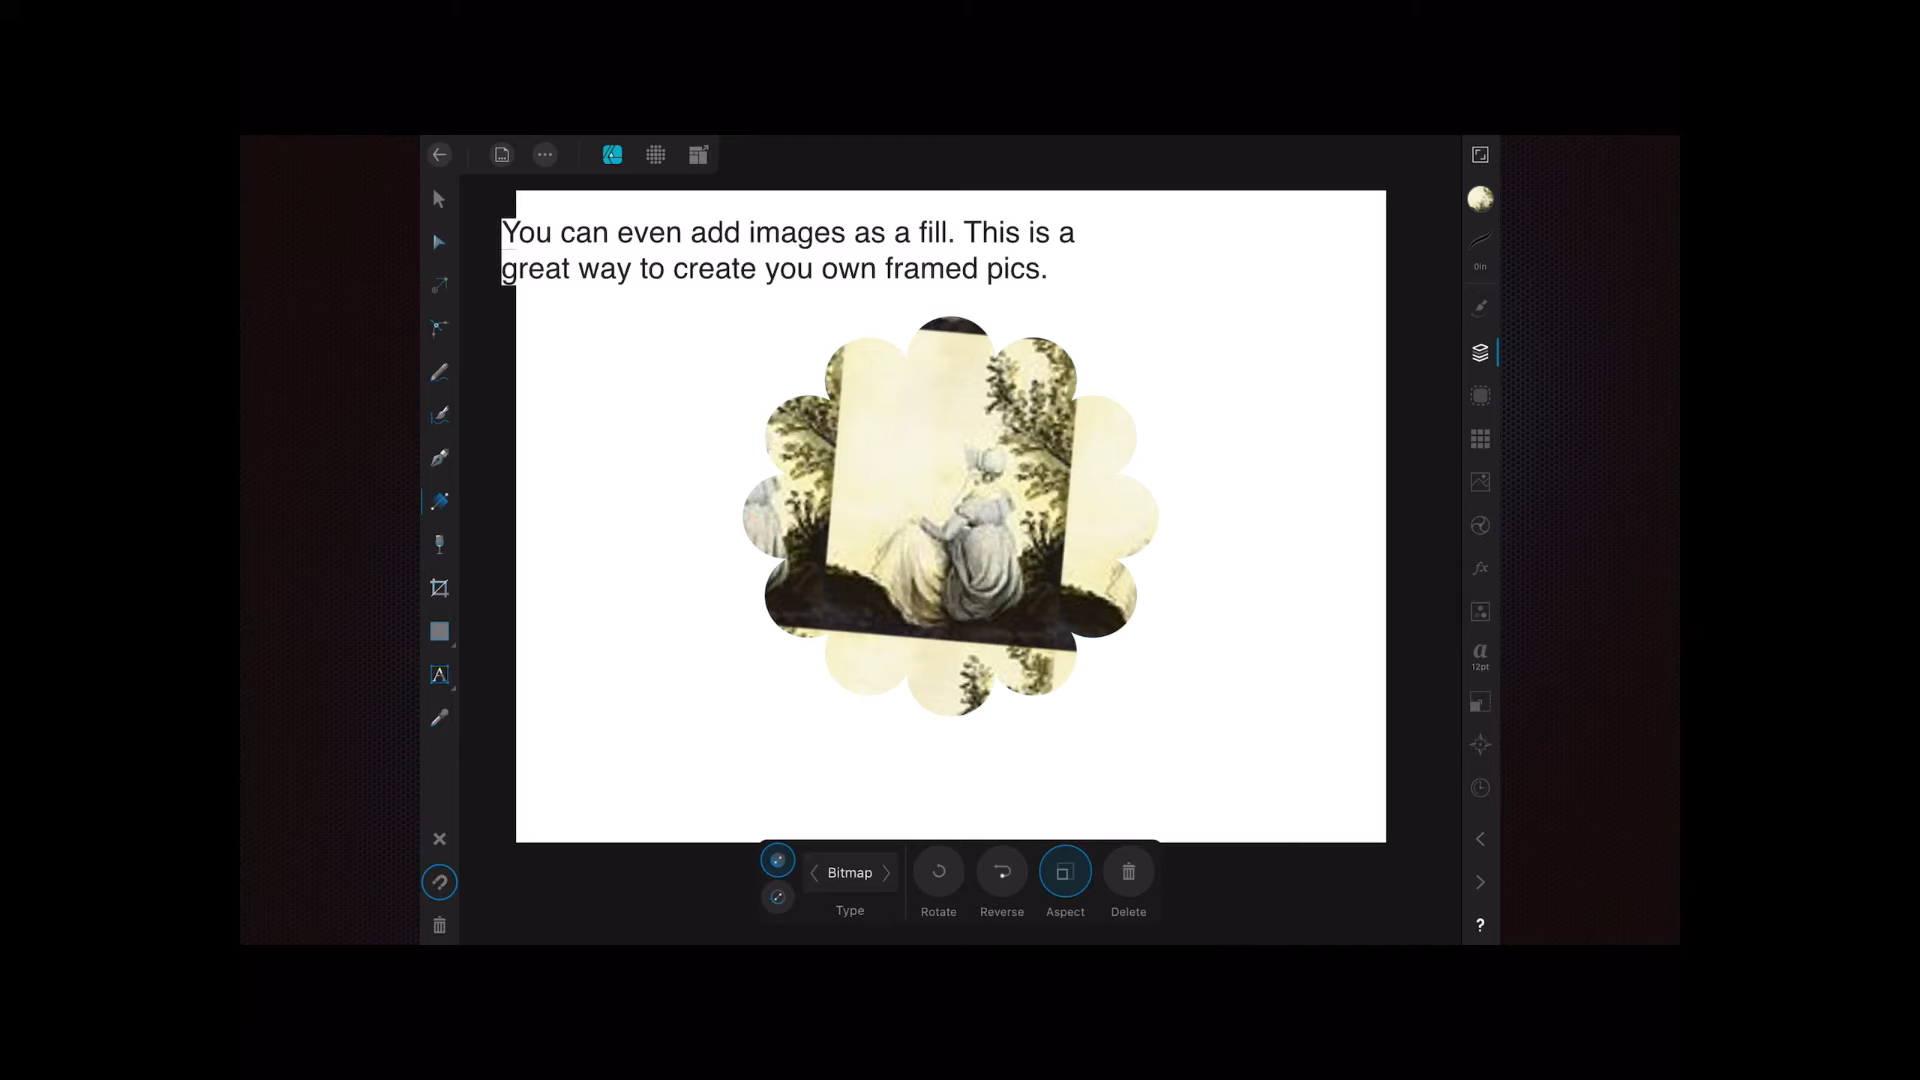 You can even add images as a fill. This is a
great way to create you own framed pics.
0in
fx
a
12pt
?
A
Bitmap
Type
Rotate
Reverse
Aspect
Delete